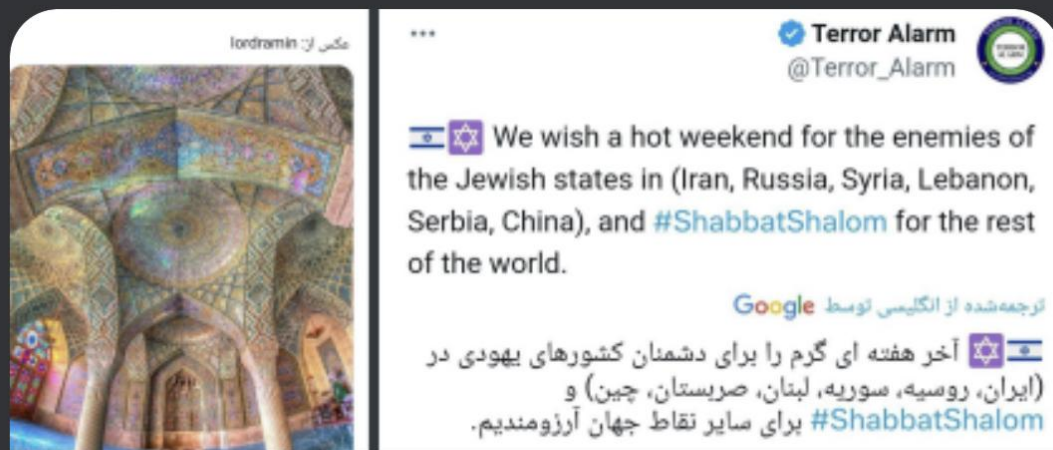 عکس از: lordramin
Terror Alarm
@Terror_Alarm
We wish a hot weekend for the enemies of
the Jewish states in (Iran, Russia, Syria, Lebanon,
Serbia, China), and #ShabbatShalom for the rest
of the world.
ترجمه‌شده از انگلیسی توسط Google
آخر هفته ای گرم را برای دشمنان کشورهای یهودی در
(ایران، روسیه، سوریه، لبنان، صربستان، چین) و
#ShabbatShalom برای سایر نقاط جهان آرزومندیم.